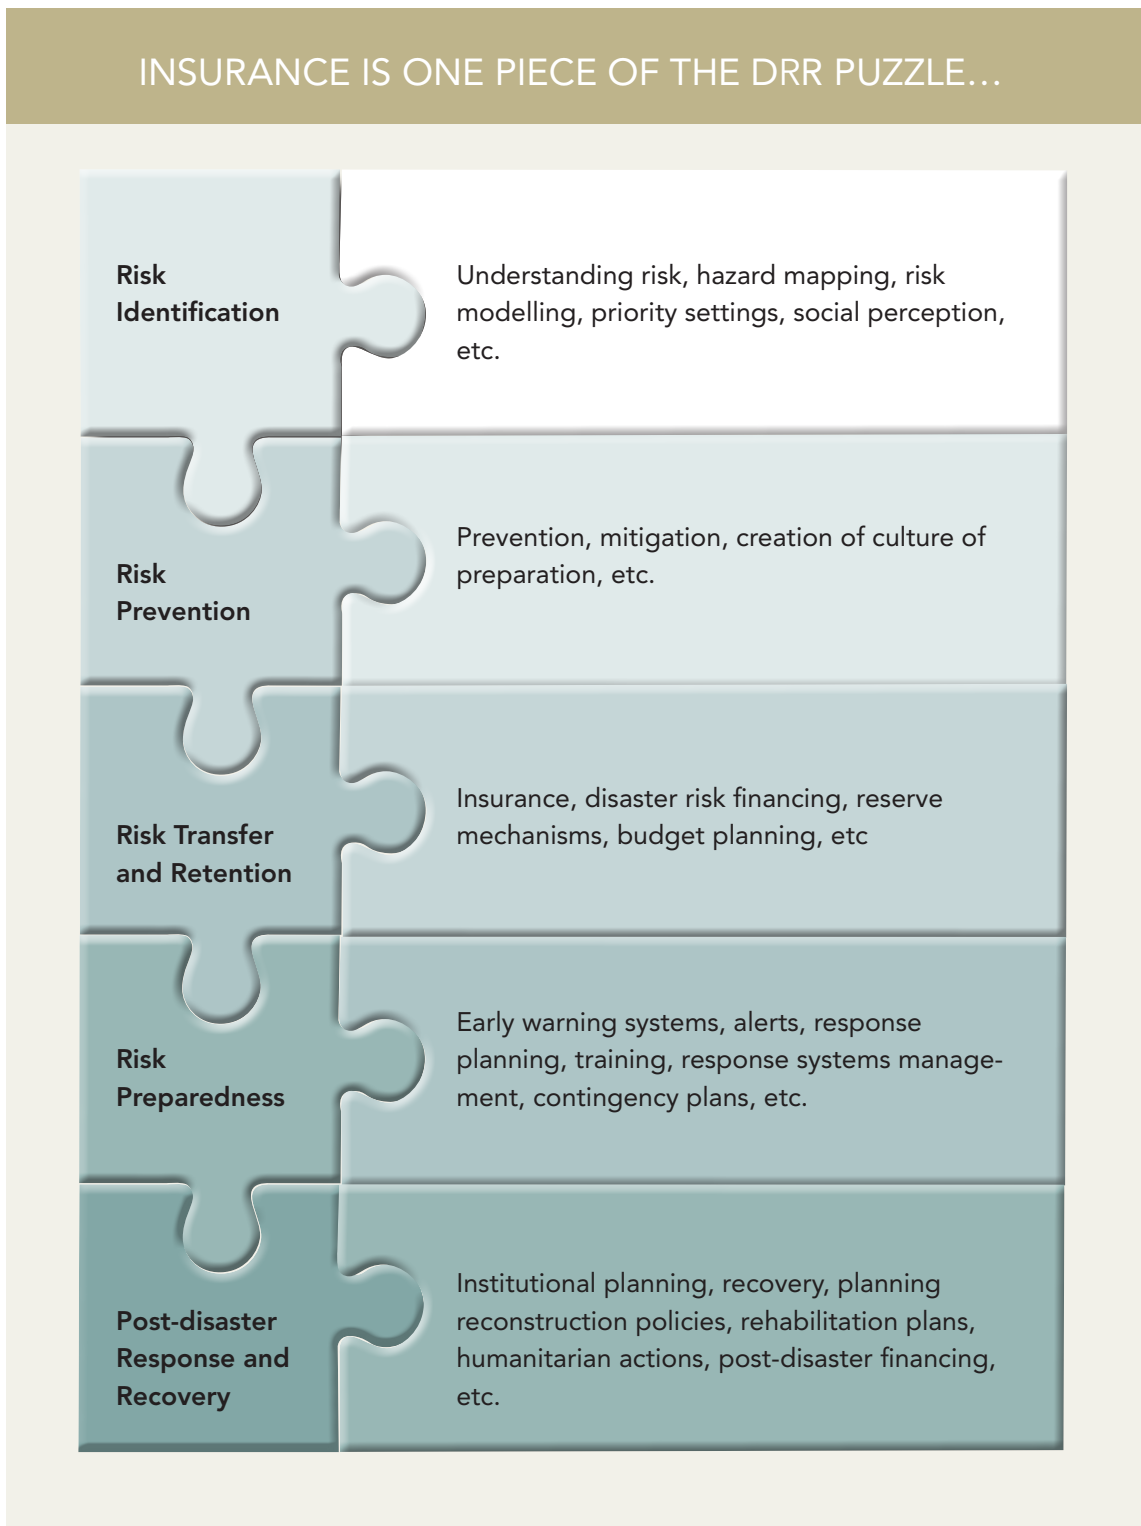 INSURANCE IS ONE PIECE OF THE DRR PUZZLE…
Risk
Identification
Understanding risk, hazard mapping, risk
modelling, priority settings, social perception,
etc.
Risk
Prevention
Prevention, mitigation, creation of culture of
preparation, etc.
Risk Transfer
and Retention
Insurance, disaster risk financing, reserve
mechanisms, budget planning, etc
Risk
Preparedness
Early warning systems, alerts, response
planning, training, response systems manage-
ment, contingency plans, etc.
Post-disaster
Response and
Recovery
Institutional planning, recovery, planning
reconstruction policies, rehabilitation plans,
humanitarian actions, post-disaster financing,
etc.